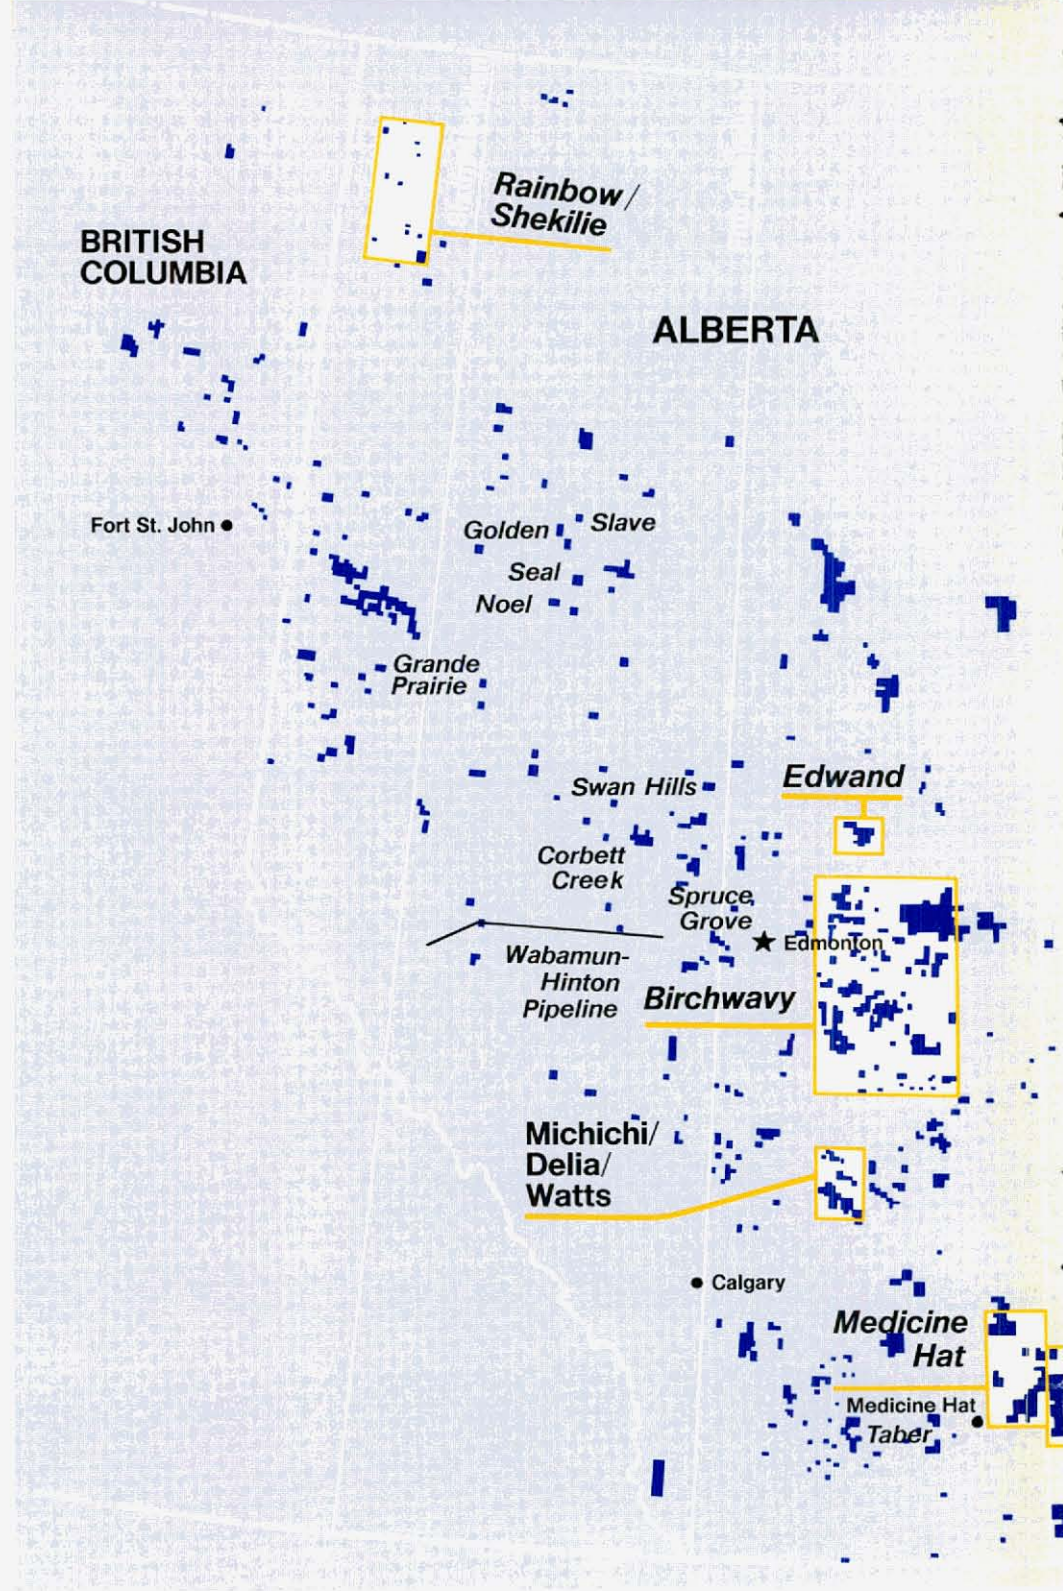 Rainbow/
Shekilie
BRITISH
COLUMBIA
ALBERTA
Fort St. John
Golden
Slave
Seal
Noel
Grande
Prairie
Edwand
Swan Hills
Corbett
Creek
Spruce
Grove
Edmonton
Wabamun-
Hinton
Pipeline
Birchwavy
Michichi/
Delia/
Watts
Calgary
Medicine
Hat
Medicine Hat
Taber